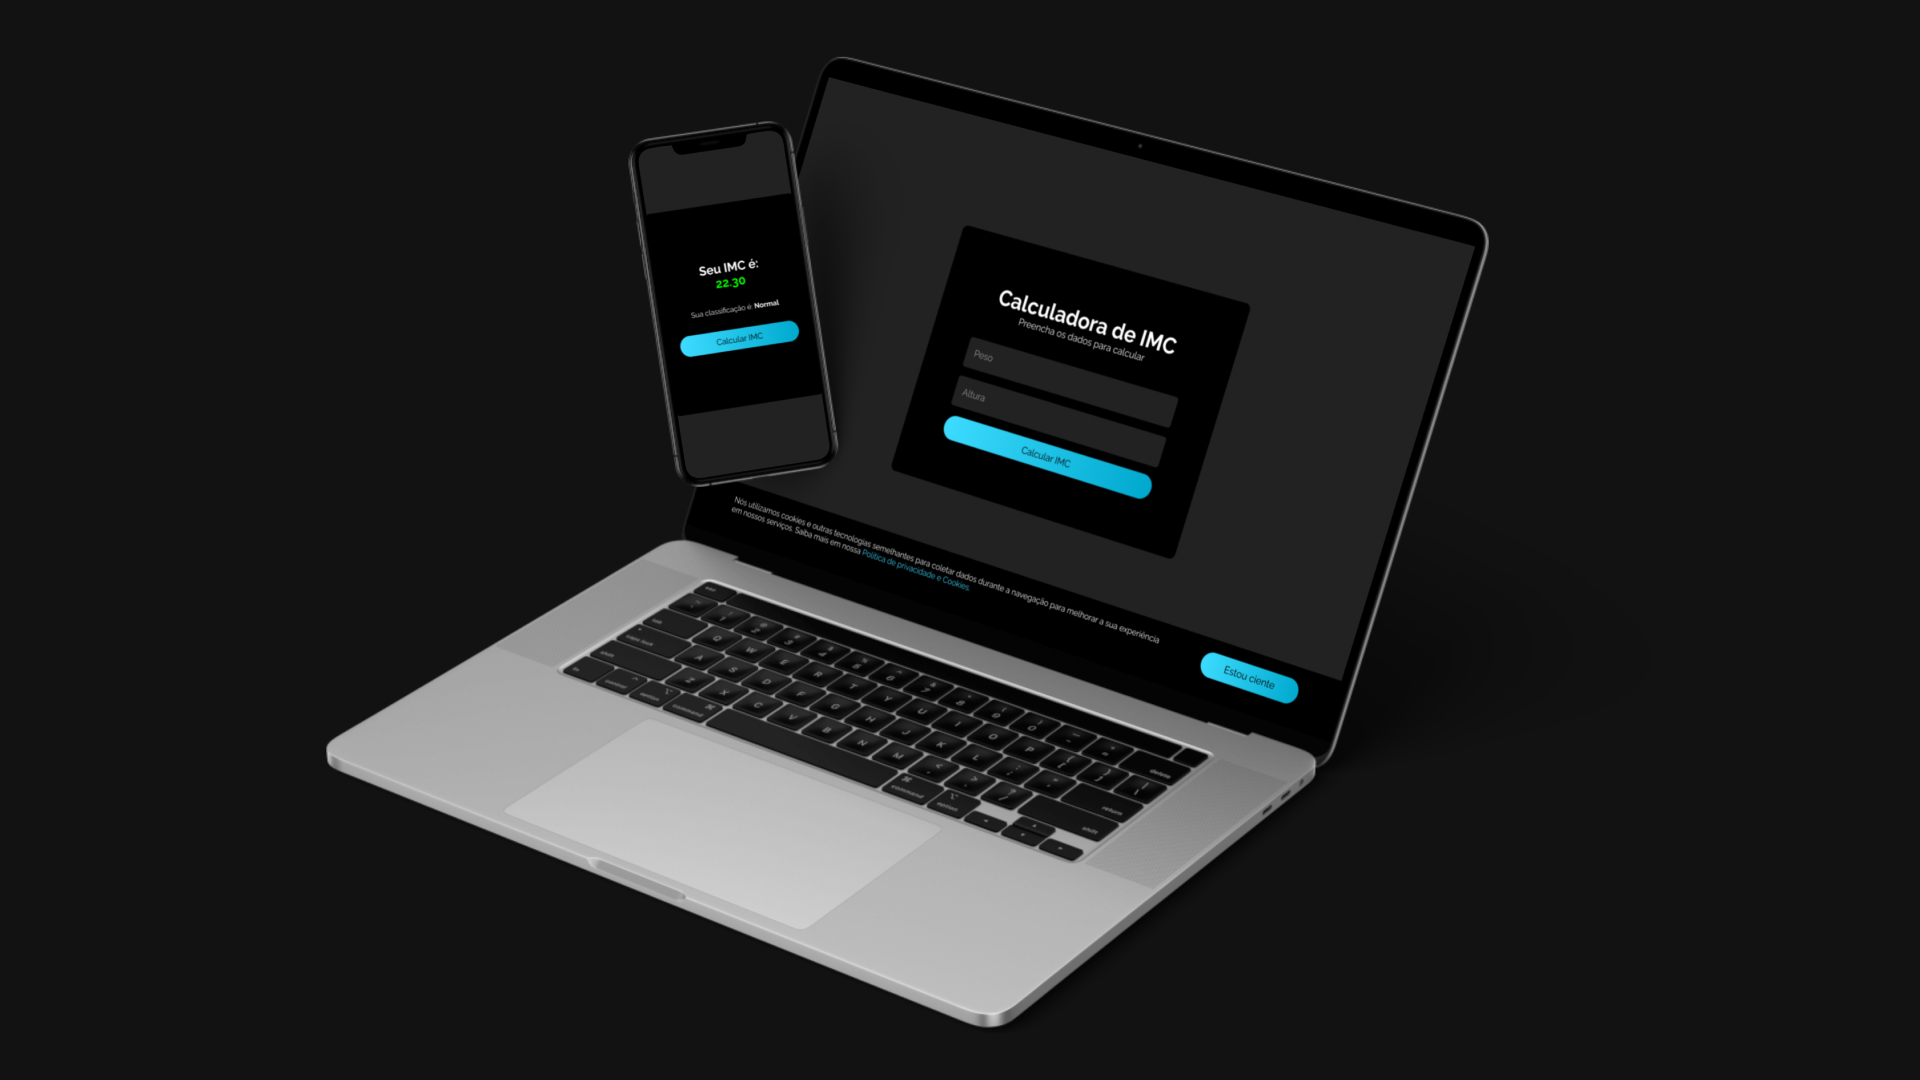 Seu IMC é:
22.30
Sua classificação é: Normal
Calcular IMC
Calculadora de IMC
Preencha os dados para calcular
Peso
Altura
Calcular IMC
Nós utilizamos cookies e outras tecnologias semelhantes para coletar dados durante a navegação para melhorar a sua experiência
em nossos serviços. Saiba mais em nossa Política de privacidade e Cookies.
Estou ciente